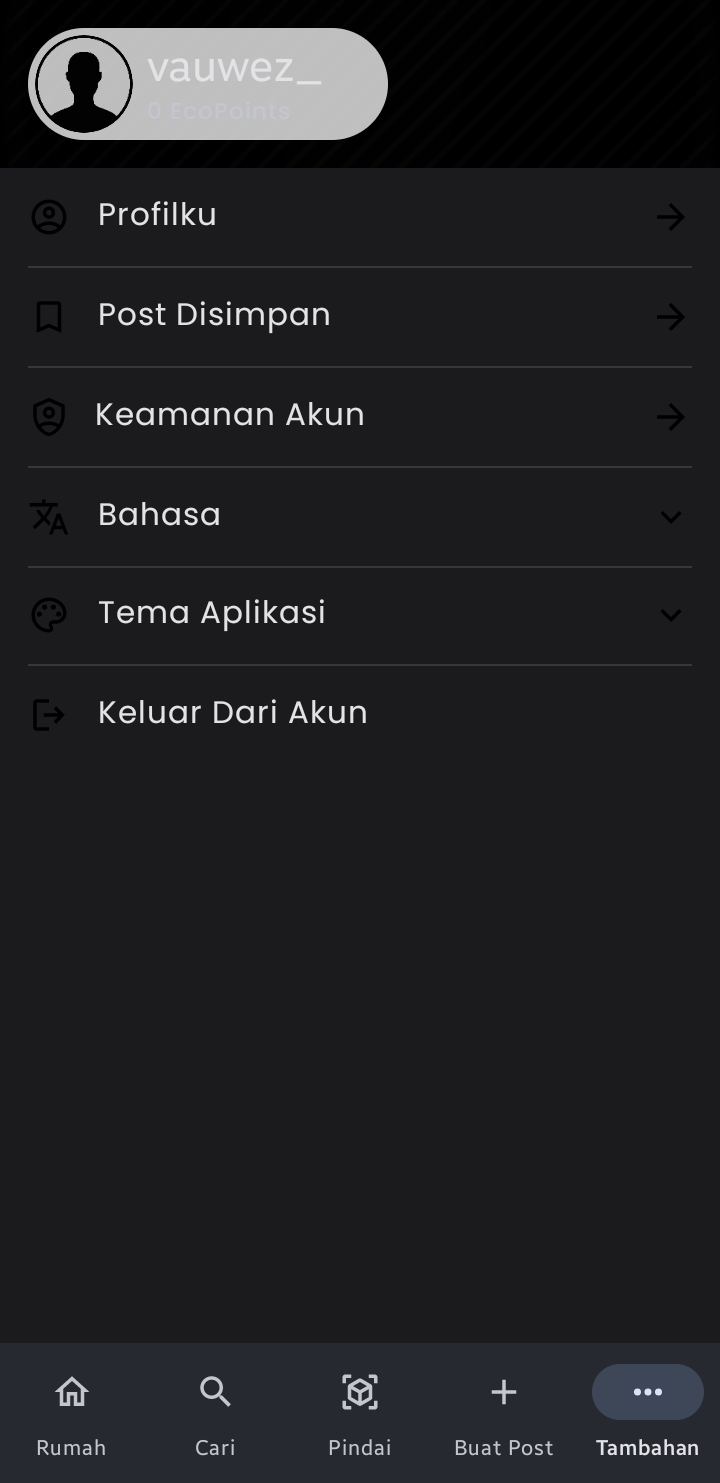 vauwez_
0 EcoPoints
Profilku
Post Disimpan
Keamanan Akun
Bahasa
Tema Aplikasi
Keluar Dari Akun
Rumah
Cari
Pindai
Buat Post
Tambahan